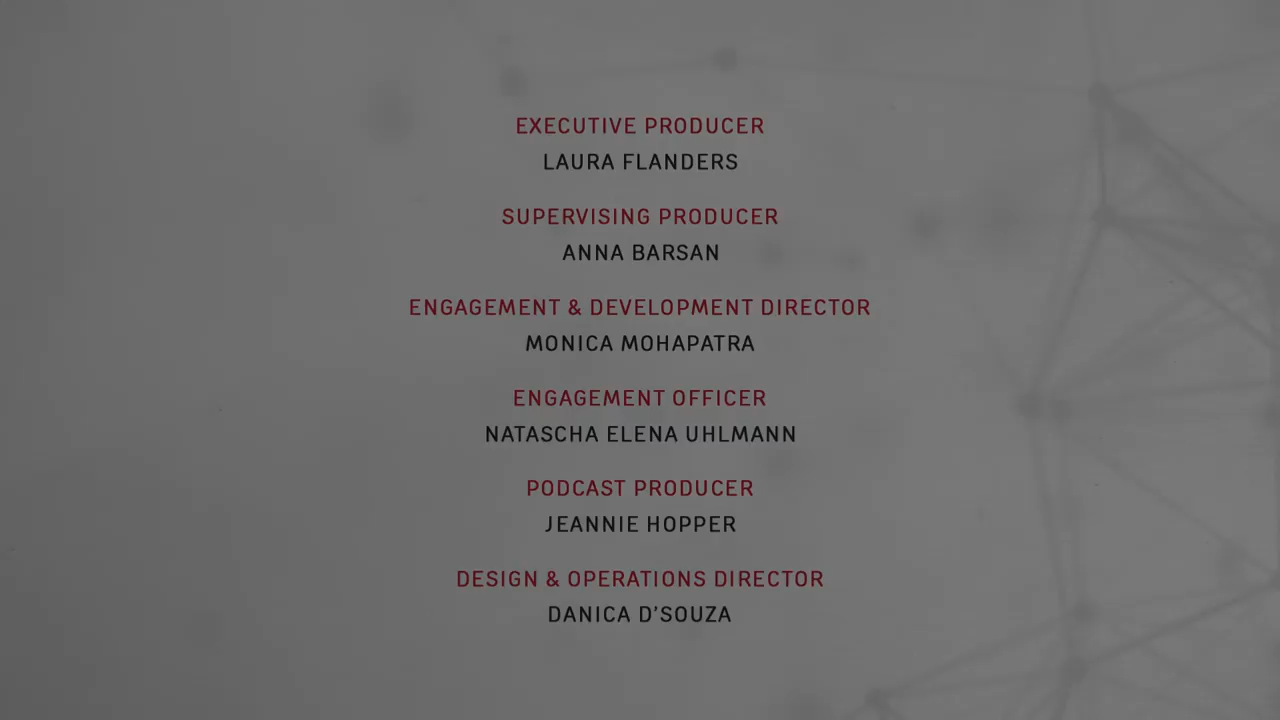 EXECUTIVE PRODUCER
LAURA FLANDERS
SUPERVISING PRODUCER
ANNA BARSAN
ENGAGEMENT & DEVELOPMENT DIRECTOR
MONICA MOHAPATRA
ENGAGEMENT OFFICER
NATASCHA ELENA UHLMANN
PODCAST PRODUCER
JEANNIE HOPPER
DESIGN & OPERATIONS DIRECTOR
DANICA D’SOUZA